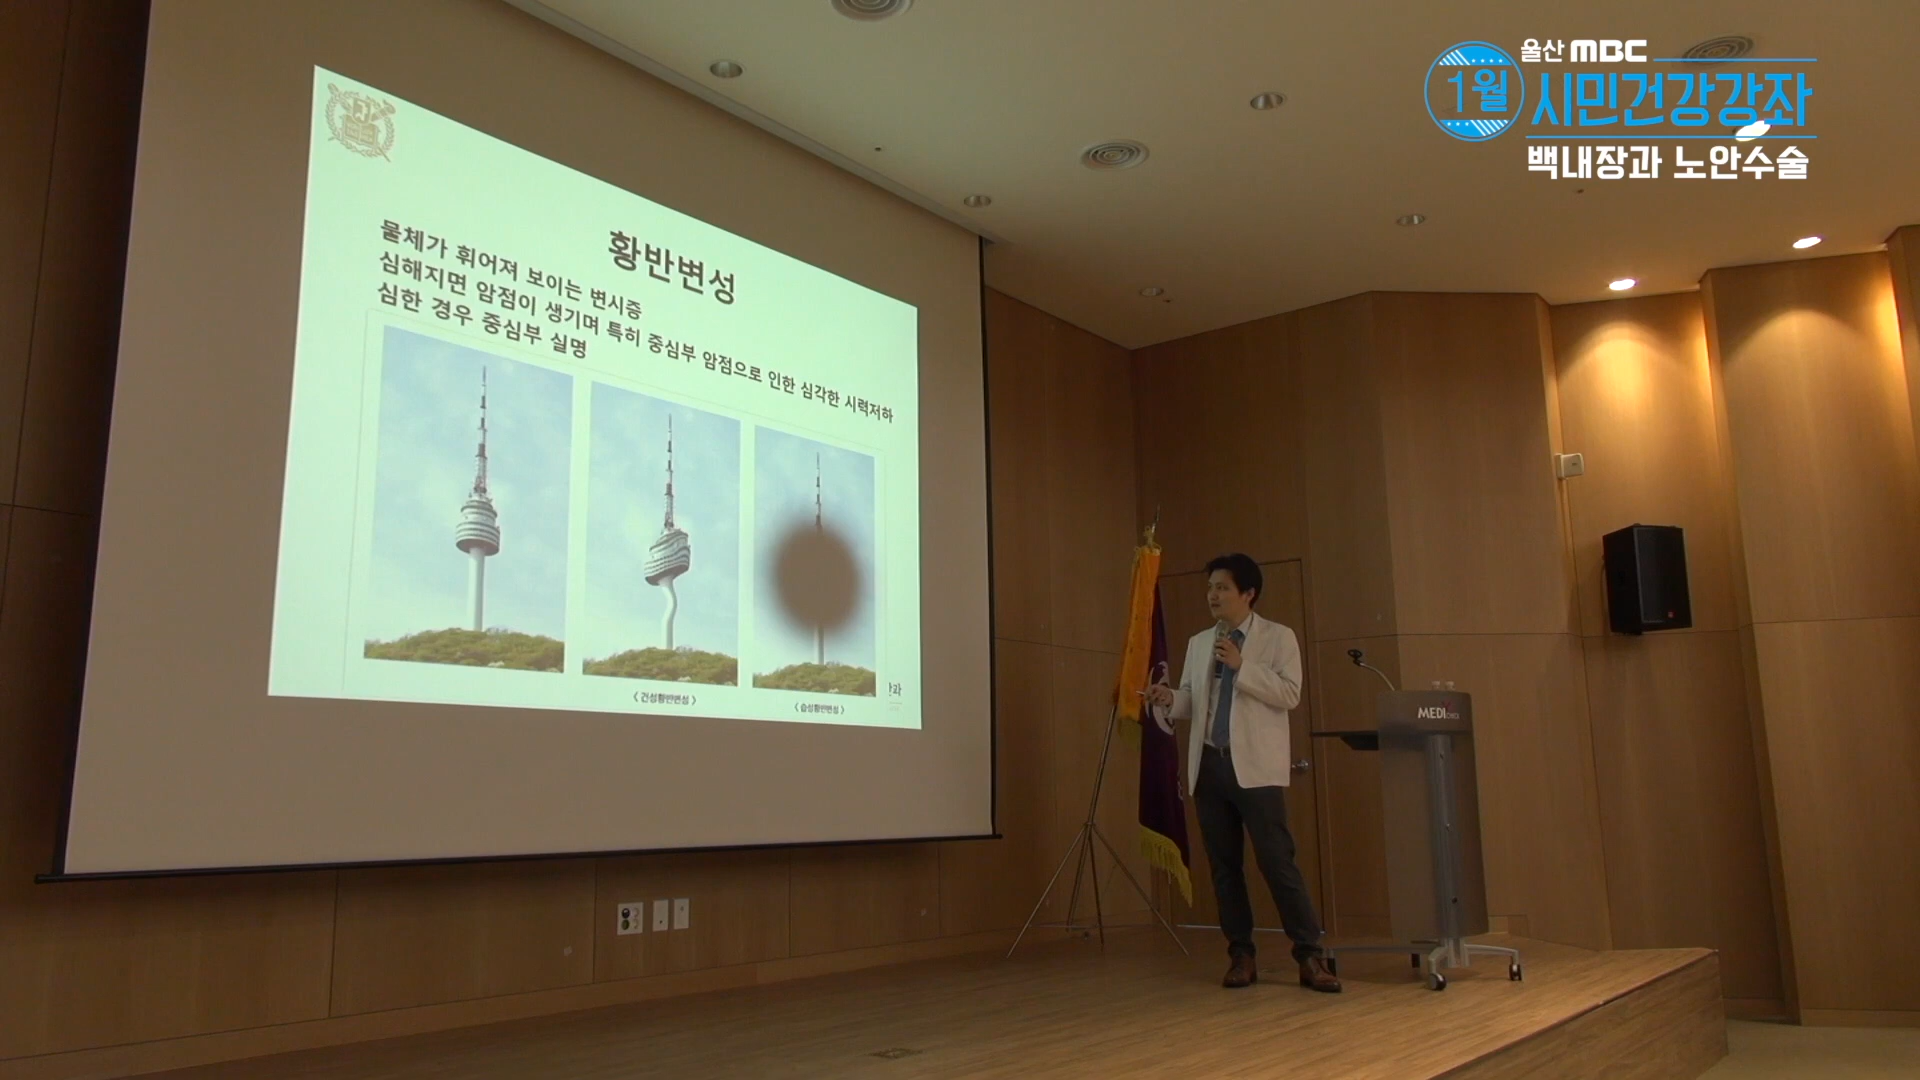 울산 MBC
1월 시민건강강좌
백내장과 노안수술
황반변성
물체가 휘어져 보이는 변시증
심해지면 암점이 생기며 특히 중심부 암점으로 인한 심각한 시력저하
심한 경우 중심부 실명
《 건성황반변성 》
《 습성황반변성 》
MEDI